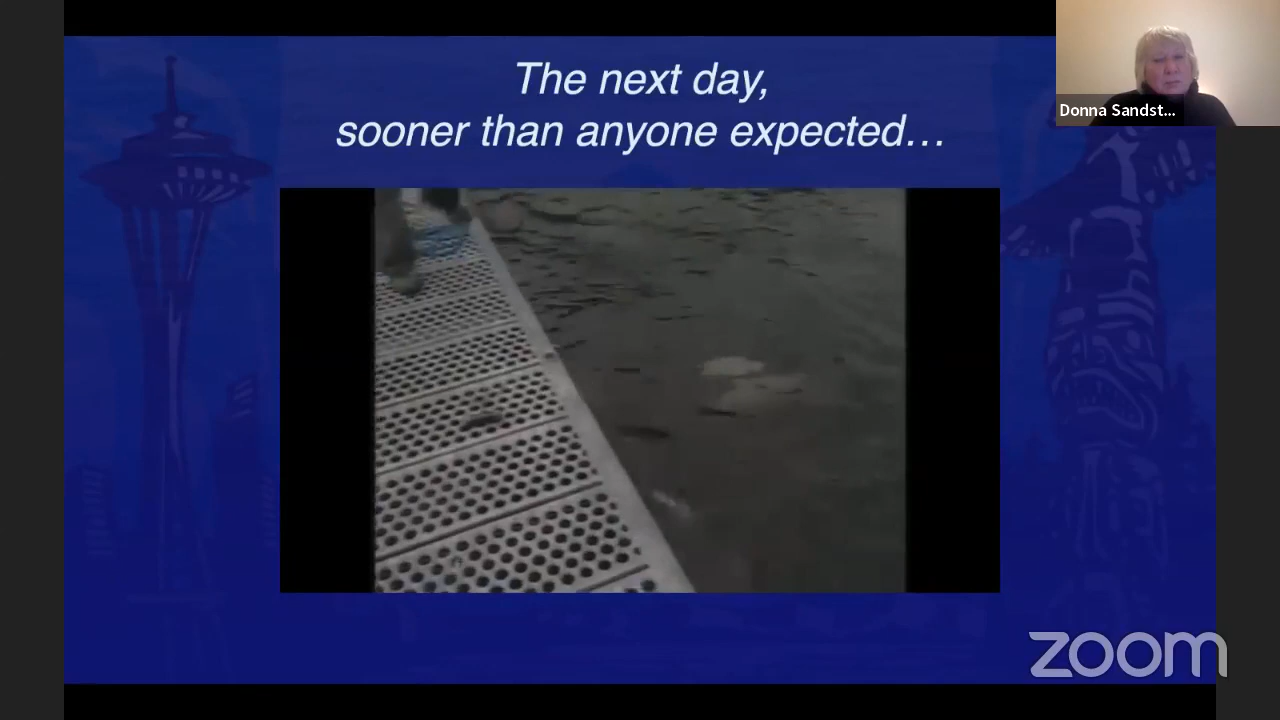 The next day,
sooner than anyone expected…
Donna Sandst...
zoom